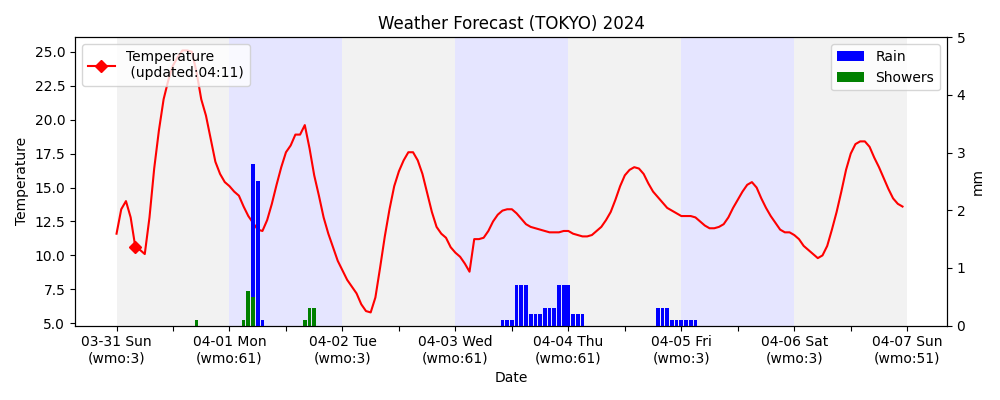 Weather Forecast (TOKYO) 2024
Temperature
(updated:04:11)
Rain
Showers
Temperature
25.0
22.5
20.0
17.5
15.0
12.5
10.0
7.5
5.0
5
4
3
2
1
0
mm
03-31 Sun
(wmo:3)
04-01 Mon
(wmo:61)
04-02 Tue
(wmo:3)
04-03 Wed
(wmo:61)
04-04 Thu
(wmo:61)
04-05 Fri
(wmo:3)
04-06 Sat
(wmo:3)
04-07 Sun
(wmo:51)
Date